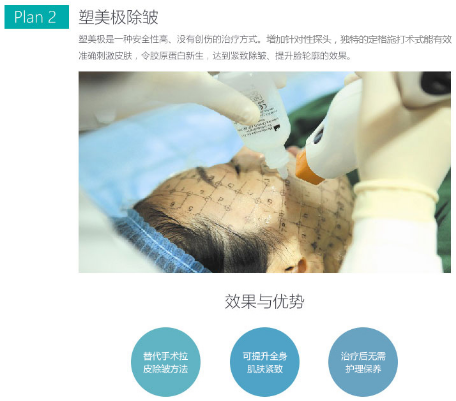 Plan 2
塑美极除皱
塑美极是一种安全性高、没有创伤的治疗方式。增加针对性探头，独特的定格施打术式能有效
准确刺激皮肤，令胶原蛋白新生，达到紧致除皱、提升脸轮廓的效果。
效果与优势
替代手术拉
皮除皱方法
可提升全身
肌肤紧致
治疗后无需
护理保养